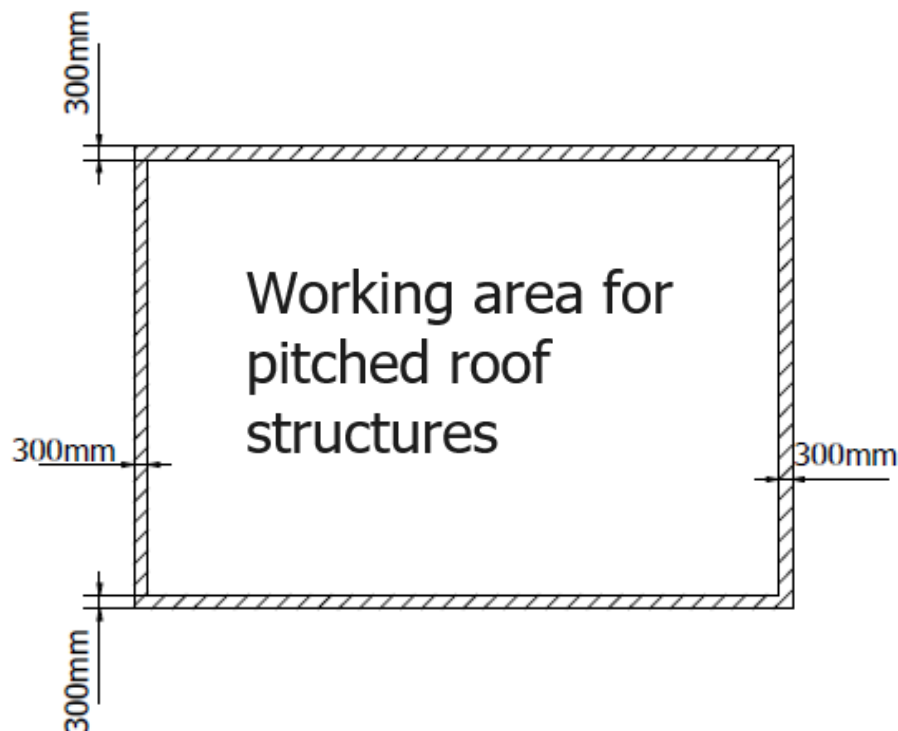 300mm
Working area for
pitched roof
structures
300mm
300mm
300mm